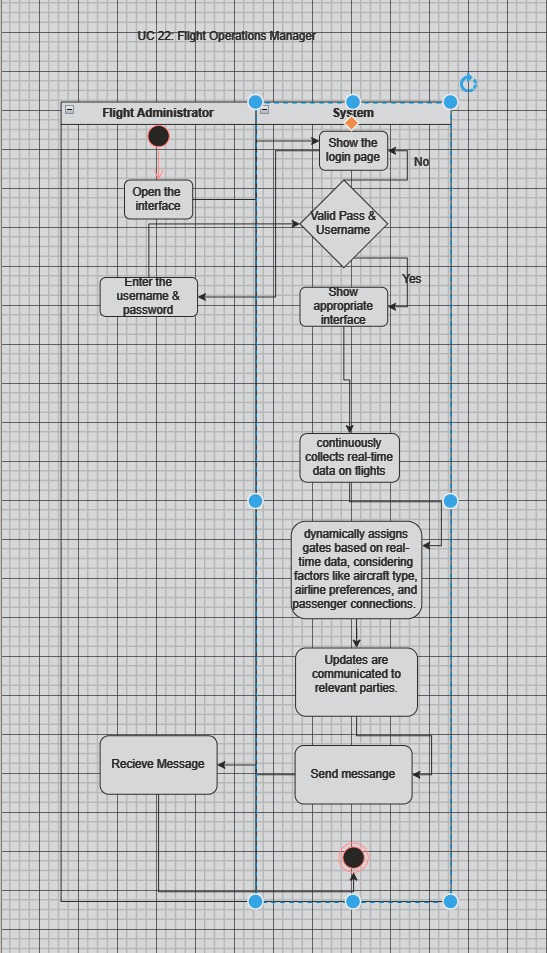 UC 22: Flight Operations Manager
Flight Administrator
System
Show the
login page
No
Open the
interface
Valid Pass &
Username
Enter the
username &
password
Yes
Show
appropriate
interface
continuously
collects real-time
data on flights
dynamically assigns
gates based on real-
time data, considering
factors like aircraft type,
airline preferences, and
passenger connections.
Updates are
communicated to
relevant parties.
Recieve Message
Send messange